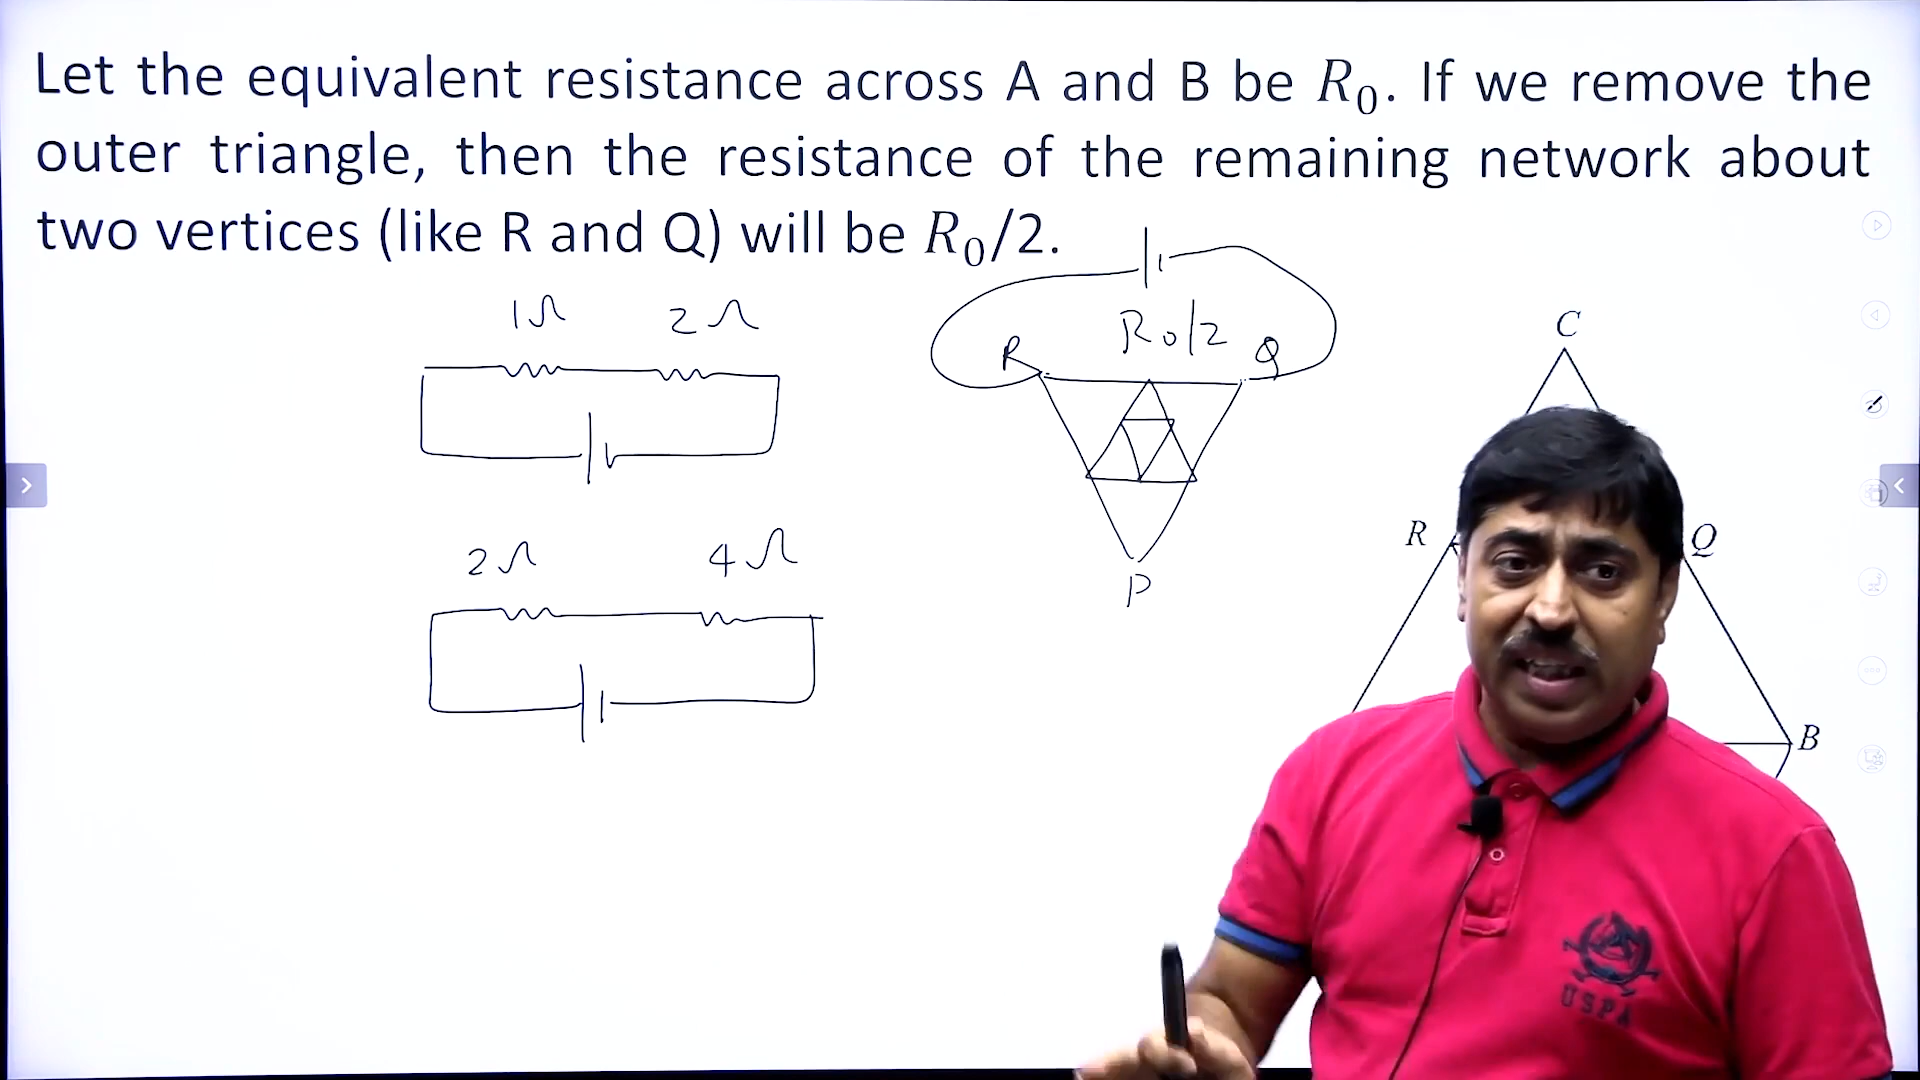 Let the equivalent resistance across A and B be R₀. If we remove the
outer triangle, then the resistance of the remaining network about
two vertices (like R and Q) will be R₀/2.
1Ω 2Ω
R₀/2
R Q
C
2Ω 4Ω
R Q
P
B
USPA